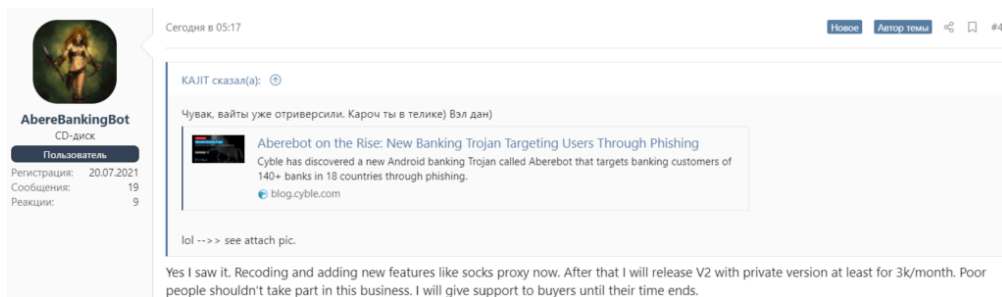 Сегодня в 05:17
Новое
Автор темы
#4
AbereBankingBot
CD-диск
Пользователь
Регистрация: 20.07.2021
Сообщения: 19
Реакции: 9
KAJIT сказал(а):
Чувак, вайты уже отриверсили. Кароч ты в телике) Вэл дан)
Aberebot on the Rise: New Banking Trojan Targeting Users Through Phishing
Cyble has discovered a new Android banking Trojan called Aberebot that targets banking customers of
140+ banks in 18 countries through phishing.
blog.cyble.com
lol -->> see attach pic.
Yes I saw it. Recoding and adding new features like socks proxy now. After that I will release V2 with private version at least for 3k/month. Poor
people shouldn't take part in this business. I will give support to buyers until their time ends.